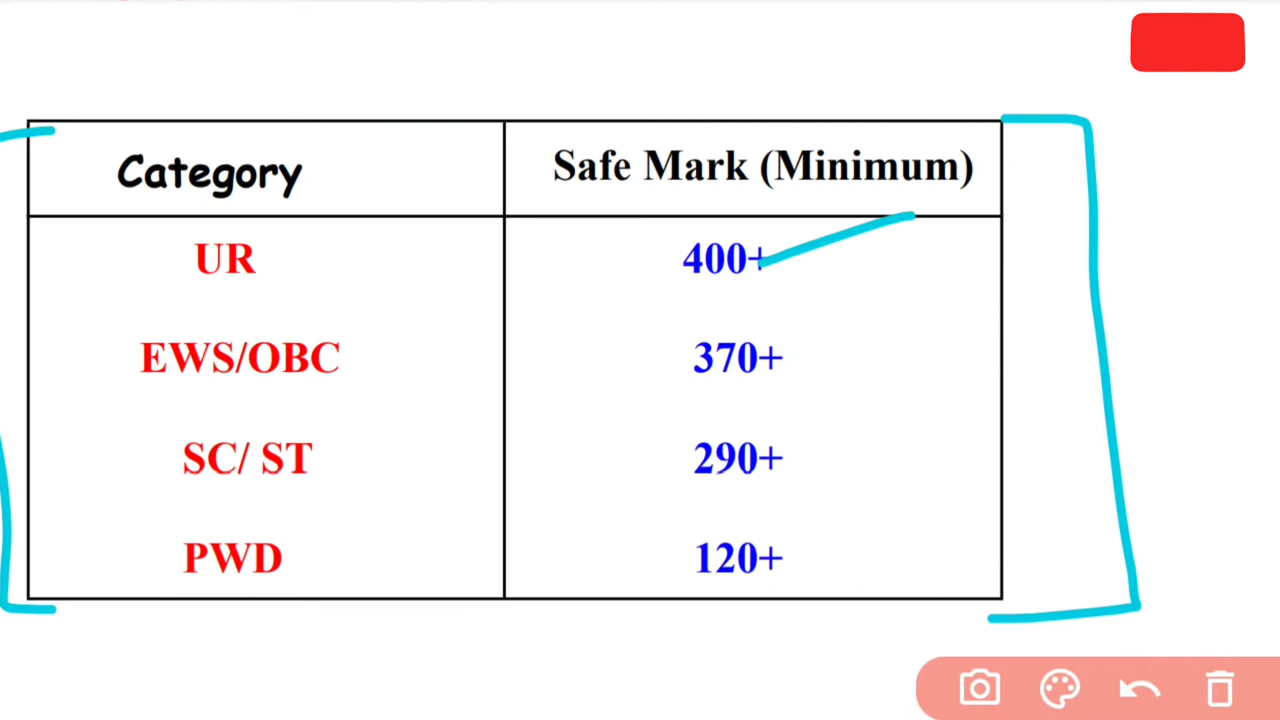 Category Safe Mark (Minimum)
UR 400+
EWS/OBC 370+
SC/ ST 290+
PWD 120+